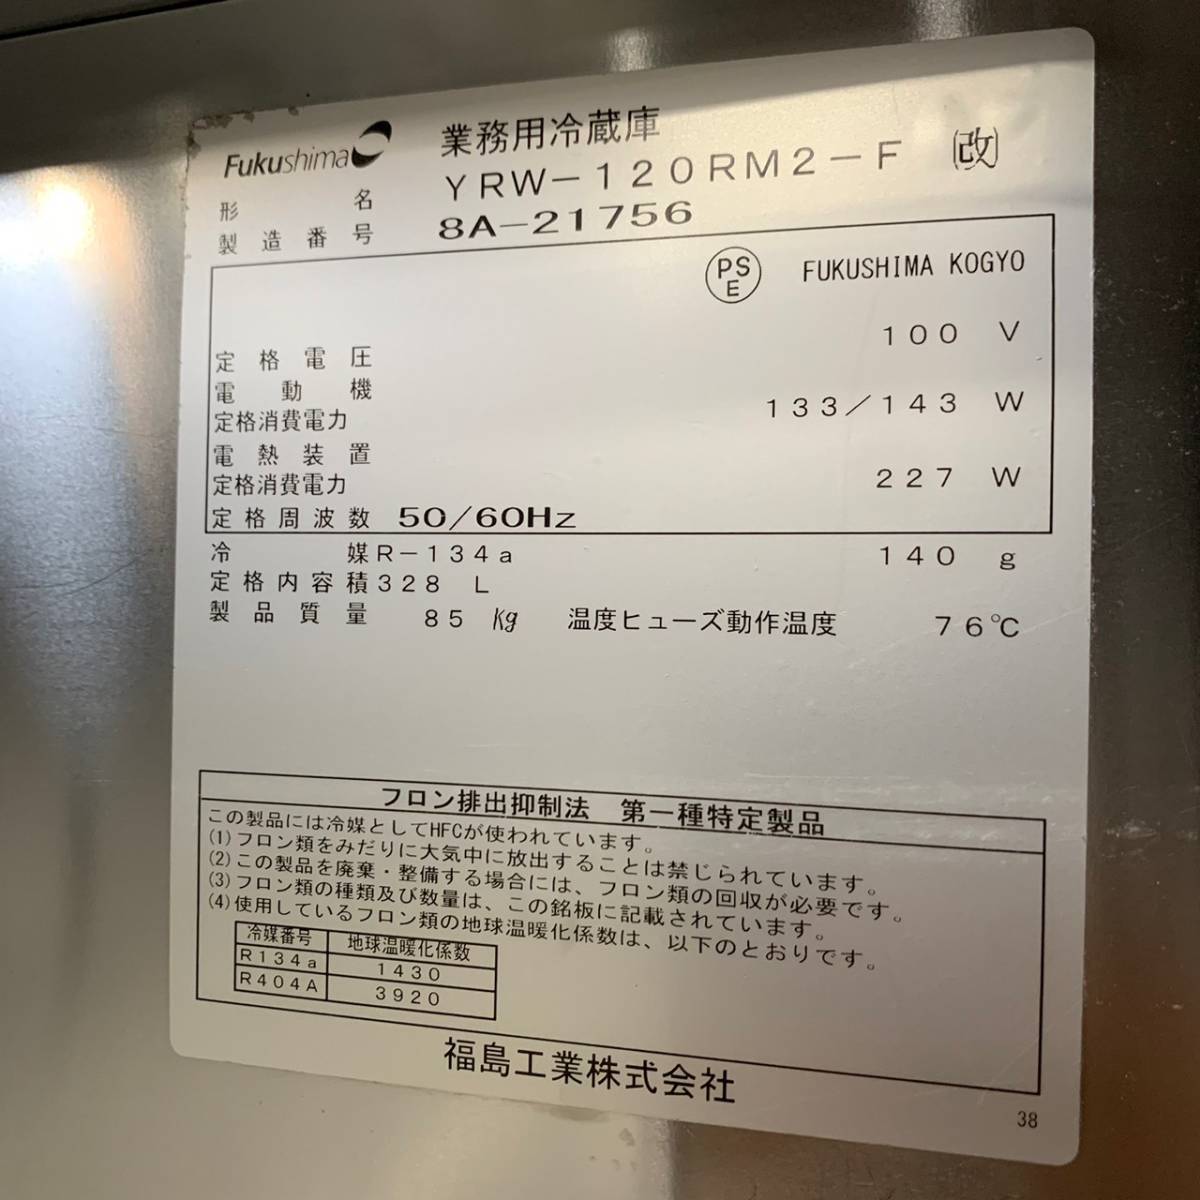 Fukushima 業務用冷蔵庫
形名 YRW-120RM2-F (改)
製造番号 8A-21756
PSE FUKUSHIMA KOGYO
定格電圧 100 V
電動機
定格消費電力 133/143 W
電熱装置
定格消費電力 227 W
定格周波数 50/60Hz
冷媒 R-134a 140 g
定格内容積 328 L
製品質量 85 Kg 温度ヒューズ動作温度 76℃
フロン排出抑制法 第一種特定製品
この製品には冷媒としてHFCが使われています。
(1)フロン類をみだりに大気中に放出することは禁じられています。
(2)この製品を廃棄・整備する場合には、フロン類の回収が必要です。
(3)フロン類の種類及び数量は、この銘板に記載されています。
(4)使用しているフロン類の地球温暖化係数は、以下のとおりです。
冷媒番号 地球温暖化係数
R134a 1430
R404A 3920
福島工業株式会社
38